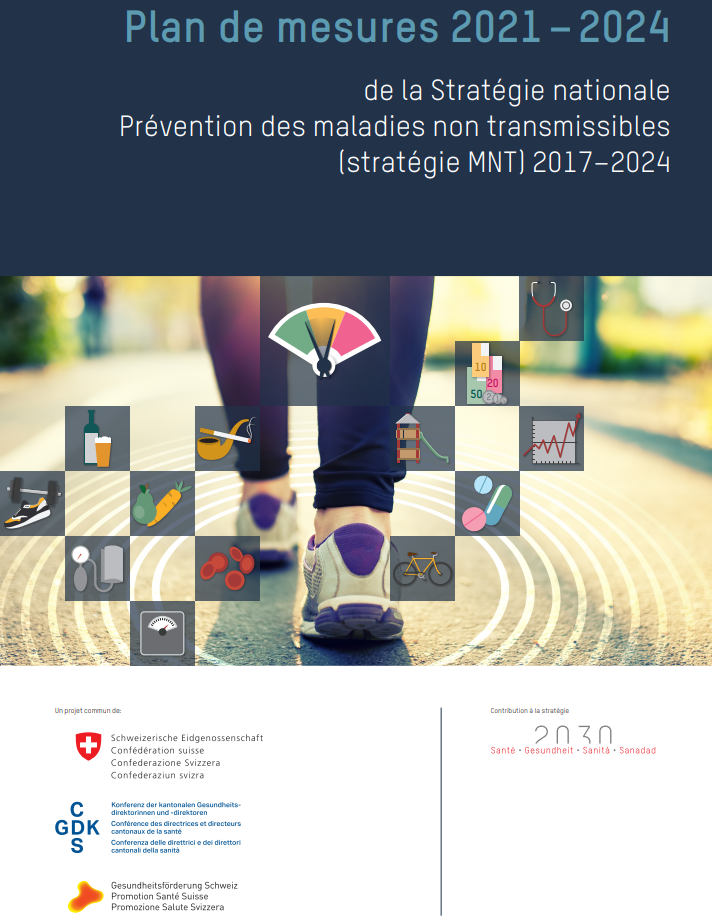 Plan de mesures 2021 – 2024
de la Stratégie nationale
Prévention des maladies non transmissibles
(stratégie MNT) 2017–2024
10
20
50
Un projet commun de:
Schweizerische Eidgenossenschaft
Confédération suisse
Confederazione Svizzera
Confederaziun svizra
C
GDK
S
Konferenz der kantonalen Gesundheits-
direktorinnen und -direktoren
Conférence des directrices et directeurs
cantonaux de la santé
Conferenza delle direttrici e dei direttori
cantonali della sanità
Gesundheitsförderung Schweiz
Promotion Santé Suisse
Promozione Salute Svizzera
Contribution à la stratégie
2030
Santé • Gesundheit • Sanità • Sanadad